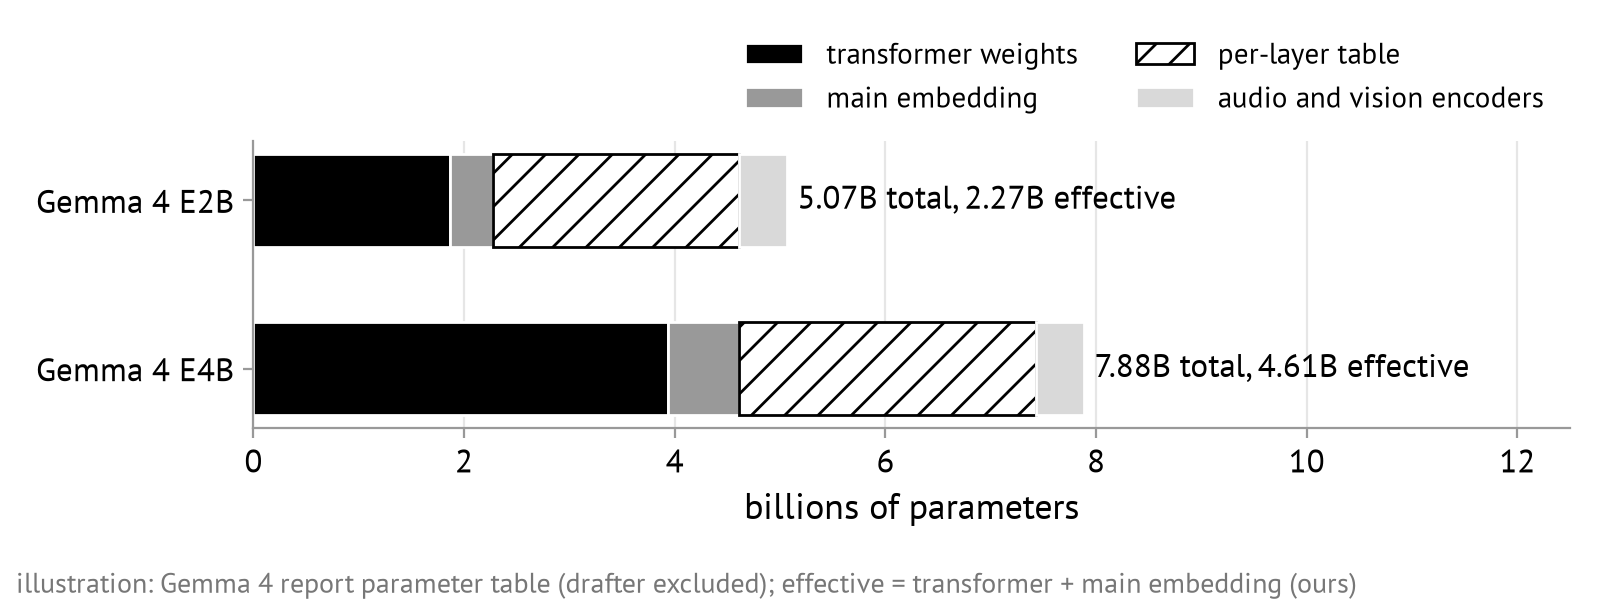 transformer weights
per-layer table
main embedding
audio and vision encoders
Gemma 4 E2B
5.07B total, 2.27B effective
Gemma 4 E4B
7.88B total, 4.61B effective
0 2 4 6 8 10 12
billions of parameters
illustration: Gemma 4 report parameter table (drafter excluded); effective = transformer + main embedding (ours)